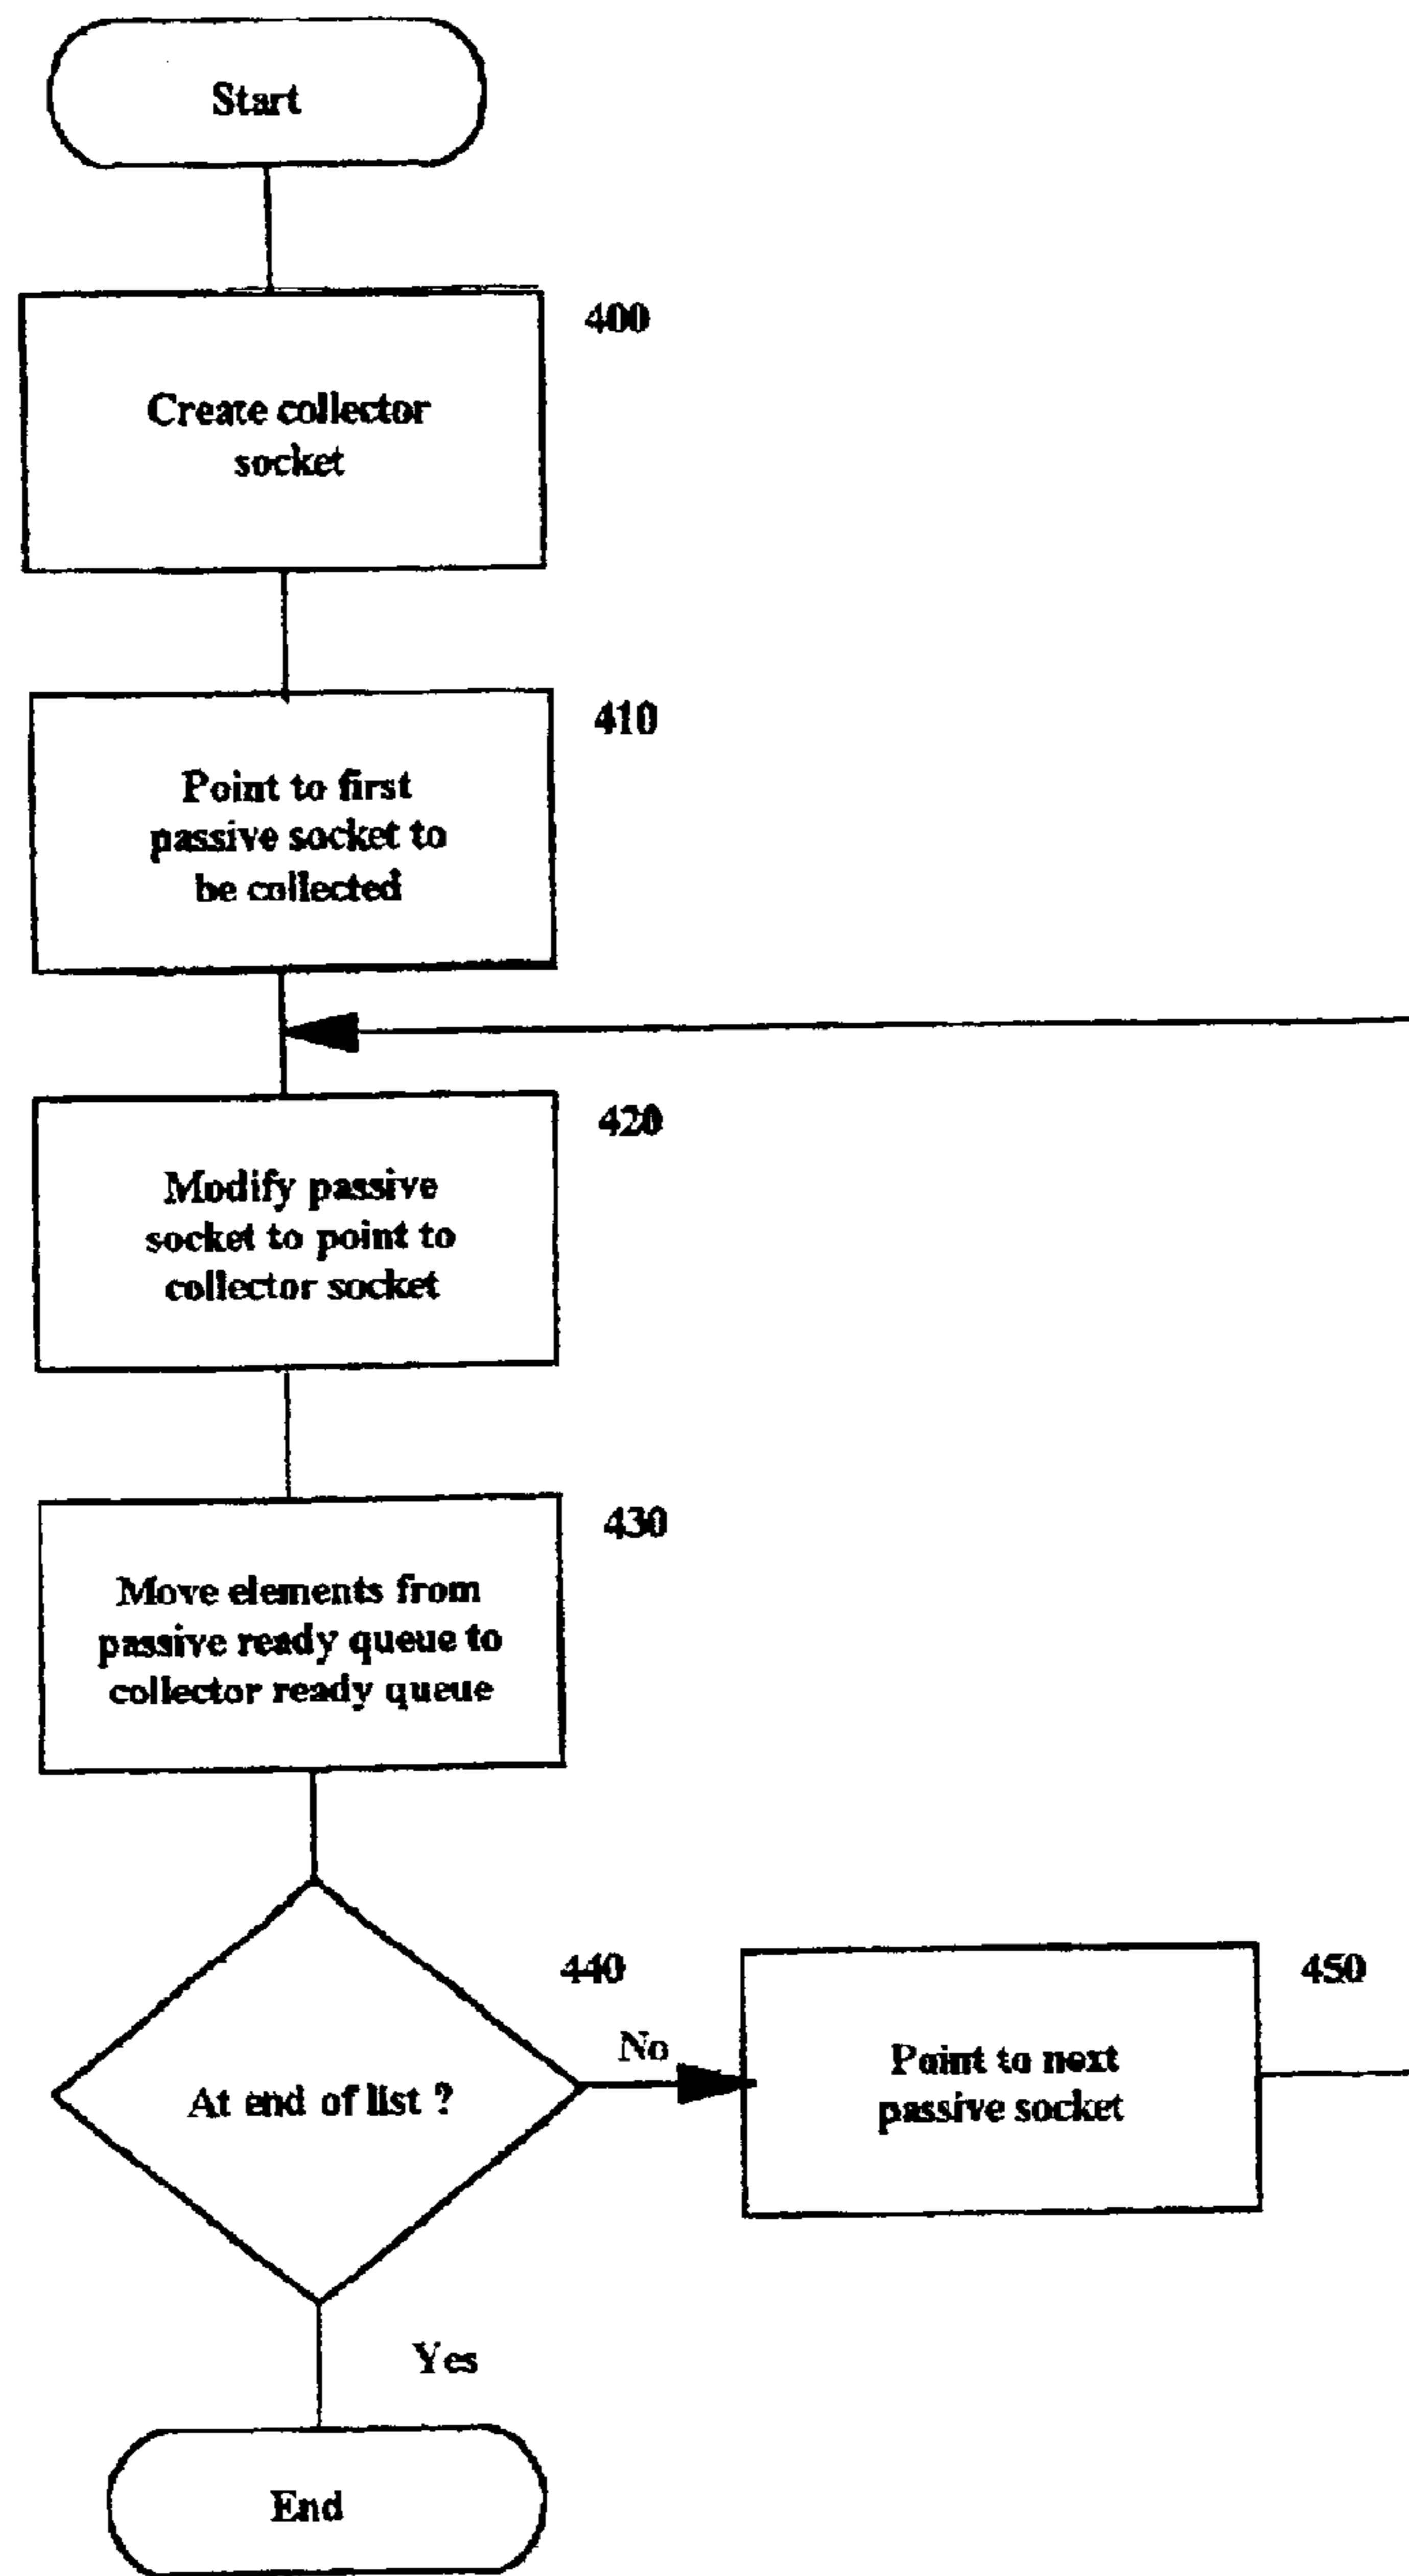 Start
400
Create collector
socket
410
Point to first
passive socket to
be collected
420
Modify passive
socket to point to
collector socket
430
Move elements from
passive ready queue to
collector ready queue
440
At end of list ?
No
450
Point to next
passive socket
Yes
End